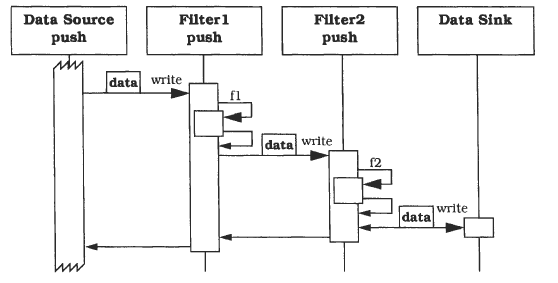 Data Source
push
Filter1
push
Filter2
push
Data Sink
data
write
f1
data
write
f2
data
write